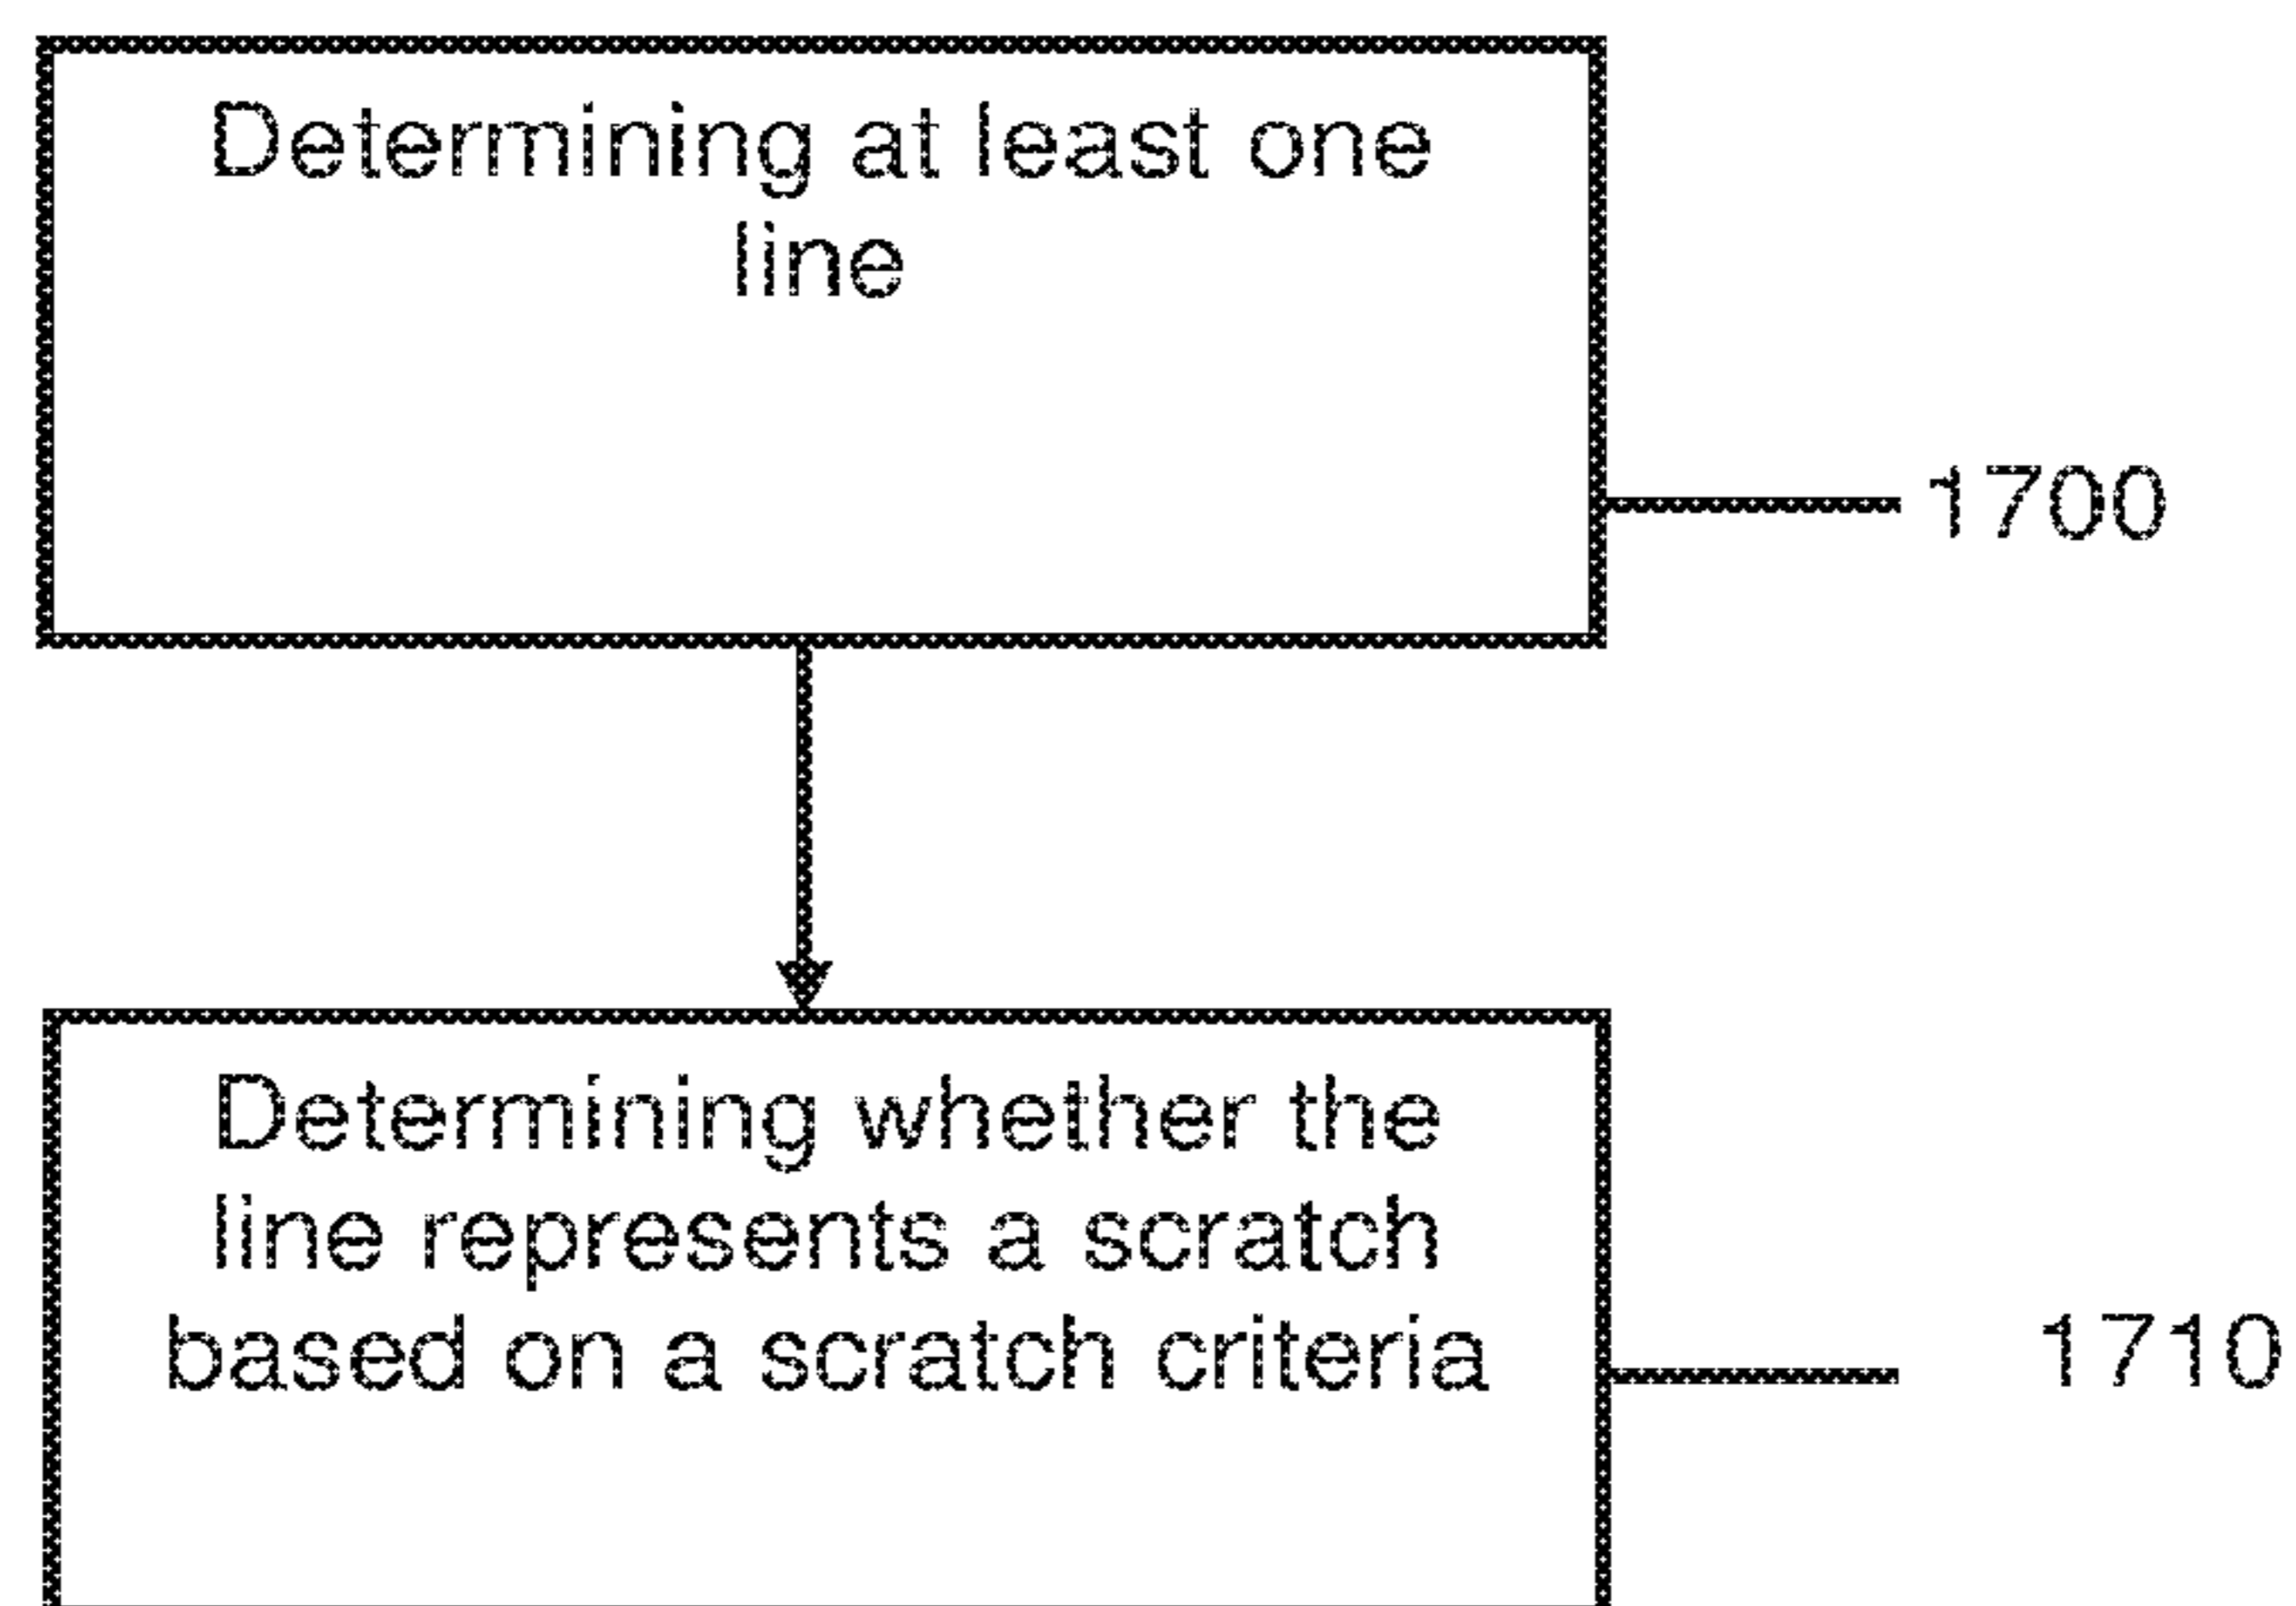 Determining at least one
line
1700
Determining whether the
line represents a scratch
based on a scratch criteria
1710